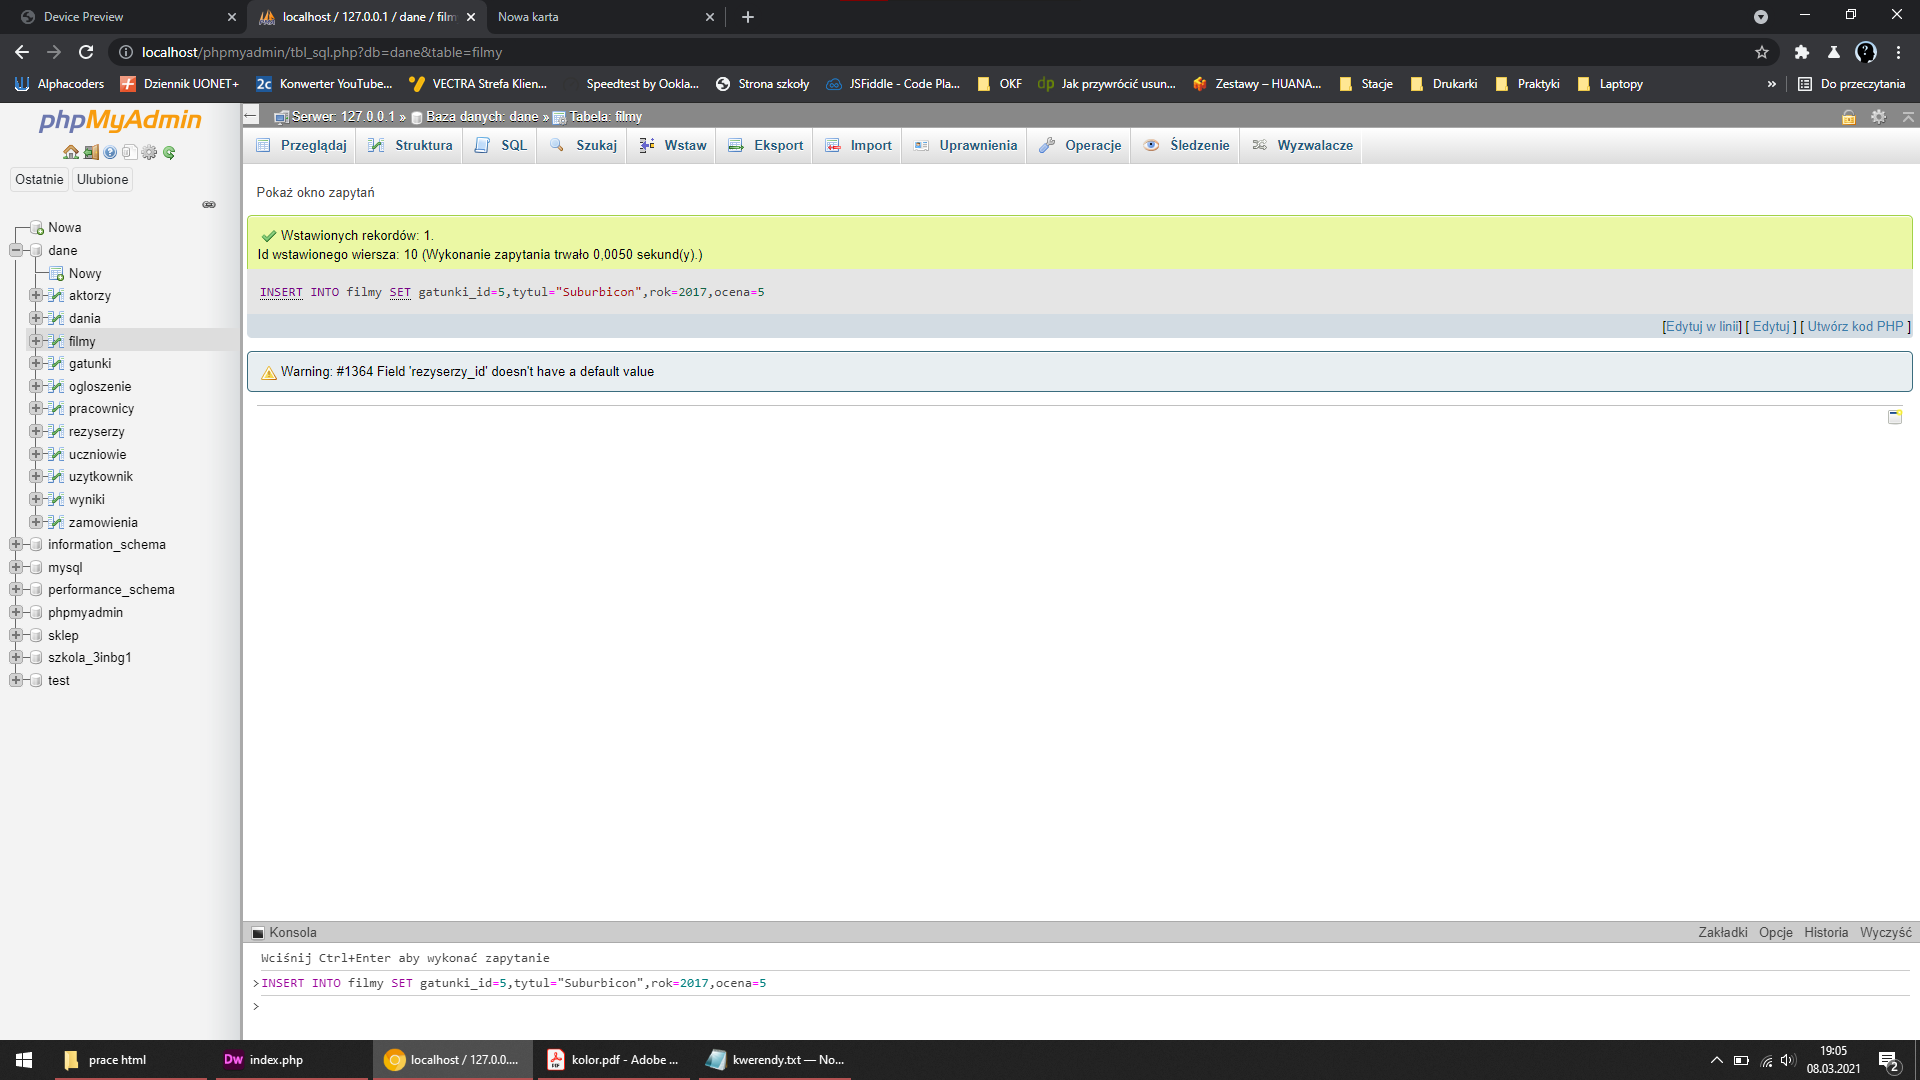 Device Preview
localhost / 127.0.0.1 / dane / film
Nowa karta
localhost/phpmyadmin/tbl_sql.php?db=dane&table=filmy
Alphacoders
Dziennik UONET+
Konwerter YouTube...
VECTRA Strefa Klien...
Speedtest by Ookla...
Strona szkoły
JSFiddle - Code Pla...
OKF
Jak przywrócić usun...
Zestawy – HUANA...
Stacje
Drukarki
Praktyki
Laptopy
»
Do przeczytania
phpMyAdmin
Ostatnie
Ulubione
Nowa
dane
Nowy
aktorzy
dania
filmy
gatunki
ogloszenie
pracownicy
rezyserzy
uczniowie
uzytkownik
wyniki
zamowienia
information_schema
mysql
performance_schema
phpmyadmin
sklep
szkola_3inbg1
test
Serwer: 127.0.0.1 » Baza danych: dane » Tabela: filmy
Przeglądaj
Struktura
SQL
Szukaj
Wstaw
Eksport
Import
Uprawnienia
Operacje
Śledzenie
Wyzwalacze
Pokaż okno zapytań
Wstawionych rekordów: 1.
Id wstawionego wiersza: 10 (Wykonanie zapytania trwało 0,0050 sekund(y).)
INSERT INTO filmy SET gatunki_id=5,tytul="Suburbicon",rok=2017,ocena=5
[Edytuj w linii] [ Edytuj ] [ Utwórz kod PHP ]
Warning: #1364 Field 'rezyserzy_id' doesn't have a default value
Konsola
Zakładki
Opcje
Historia
Wyczyść
Wciśnij Ctrl+Enter aby wykonać zapytanie
>INSERT INTO filmy SET gatunki_id=5,tytul="Suburbicon",rok=2017,ocena=5
>
prace html
Dw index.php
localhost / 127.0.0....
kolor.pdf - Adobe ...
kwerendy.txt — No...
19:05
08.03.2021
2